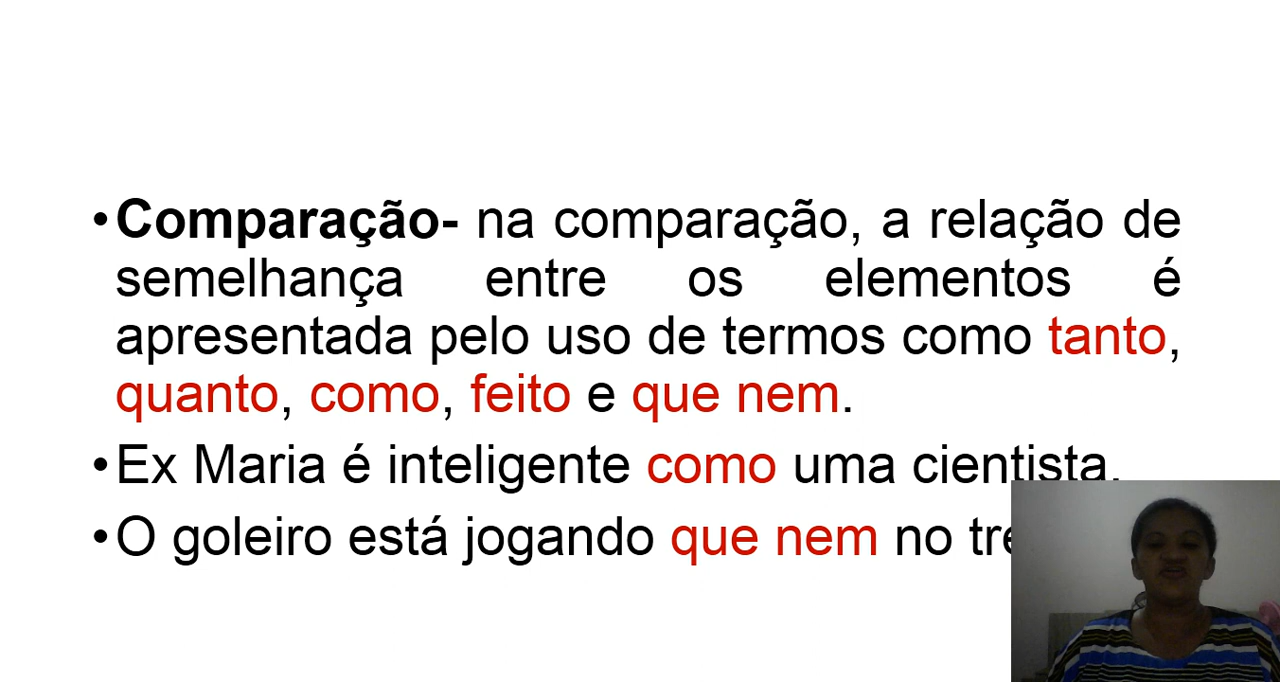 •Comparação- na comparação, a relação de
semelhança entre os elementos é
apresentada pelo uso de termos como tanto,
quanto, como, feito e que nem.
•Ex Maria é inteligente como uma cientista.
•O goleiro está jogando que nem no